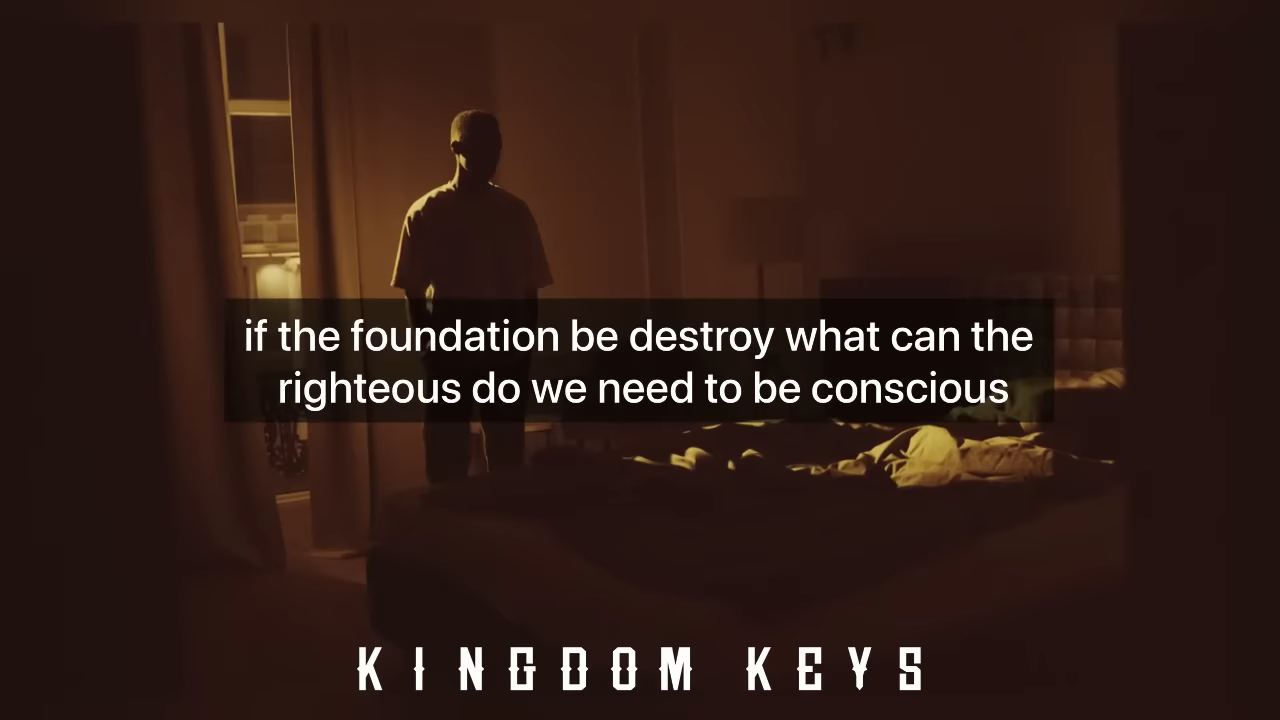 if the foundation be destroy what can the
righteous do we need to be conscious
KINGDOM KEYS